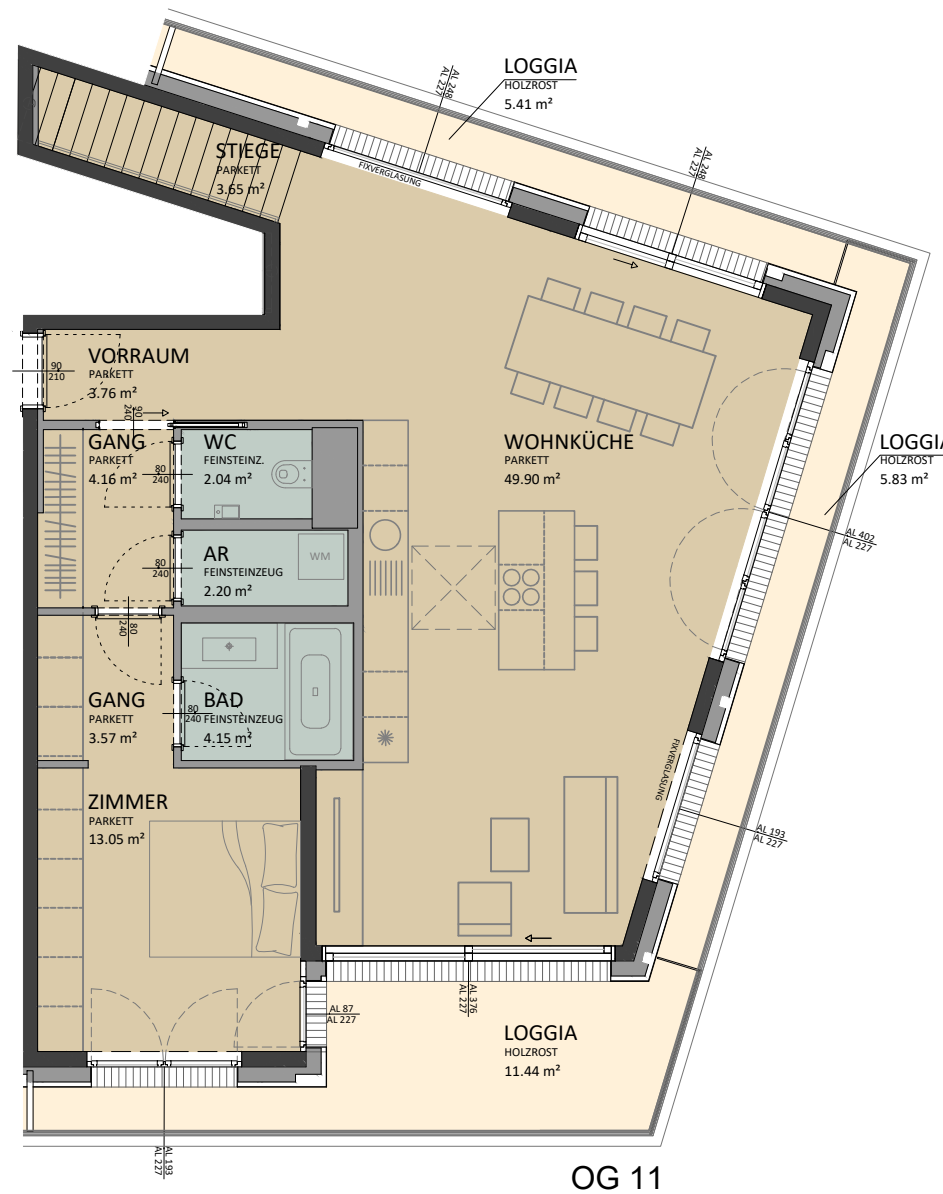 LOGGIA
HOLZROST
5.41 m²
AL 248
AL 227
STIEGE
PARKETT
3.65 m²
FIXVERGLASUNG
AL 248
AL 227
VORRAUM
PARKETT
3.76 m²
90
210
90
240
GANG
PARKETT
4.16 m²
80
240
WC
FEINSTEINZ.
2.04 m²
WOHNKÜCHE
PARKETT
49.90 m²
LOGGIA
HOLZROST
5.83 m²
AL 402
AL 227
AR
FEINSTEINZEUG
2.20 m²
WM
80
240
80
240
GANG
PARKETT
3.57 m²
80
240
BAD
FEINSTEINZEUG
4.15 m²
FIXVERGLASUNG
ZIMMER
PARKETT
13.05 m²
AL 193
AL 227
AL 87
AL 227
AL 376
AL 227
LOGGIA
HOLZROST
11.44 m²
AL 193
AL 227
OG 11